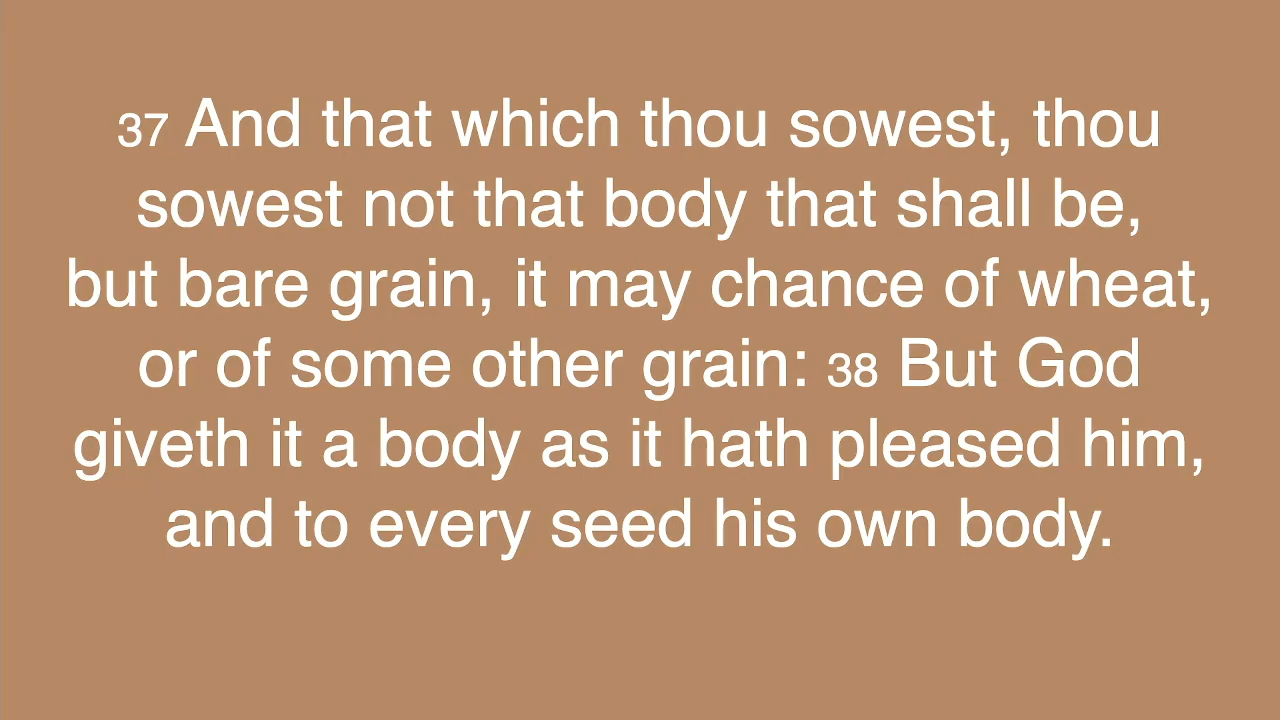 37 And that which thou sowest, thou
sowest not that body that shall be,
but bare grain, it may chance of wheat,
or of some other grain: 38 But God
giveth it a body as it hath pleased him,
and to every seed his own body.